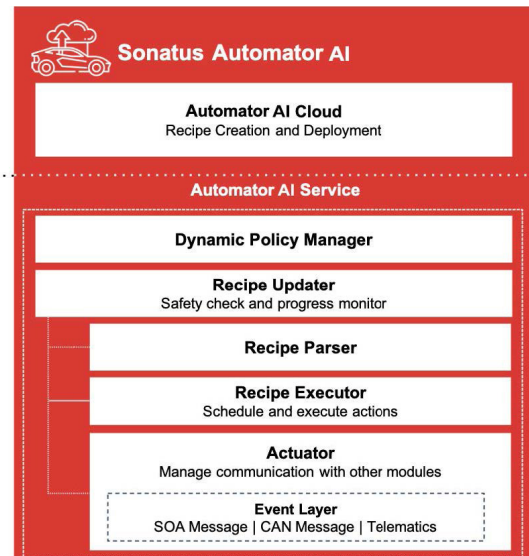 Sonatus Automator AI
Automator AI Cloud
Recipe Creation and Deployment
Automator AI Service
Dynamic Policy Manager
Recipe Updater
Safety check and progress monitor
Recipe Parser
Recipe Executor
Schedule and execute actions
Actuator
Manage communication with other modules
Event Layer
SOA Message | CAN Message | Telematics